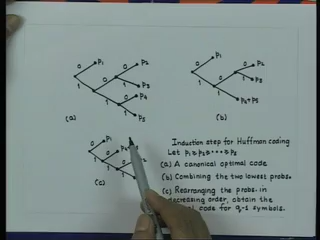 0 P1 0 P2
0
1 1 P3
1 0 P4
1 P5
(a)
0 P1 0 P2
0
1 1 P3
1 P4+P5
(b)
0
1 0
1 0
1
(c)
Induction step for Huffman coding
Let P1≥P2≥ ..... ≥P5
(a) A canonical optimal code
(b) Combining the two lowest probs.
(c) Rearranging the probs. in
decreasing order, obtain the
code for q-1 symbols.